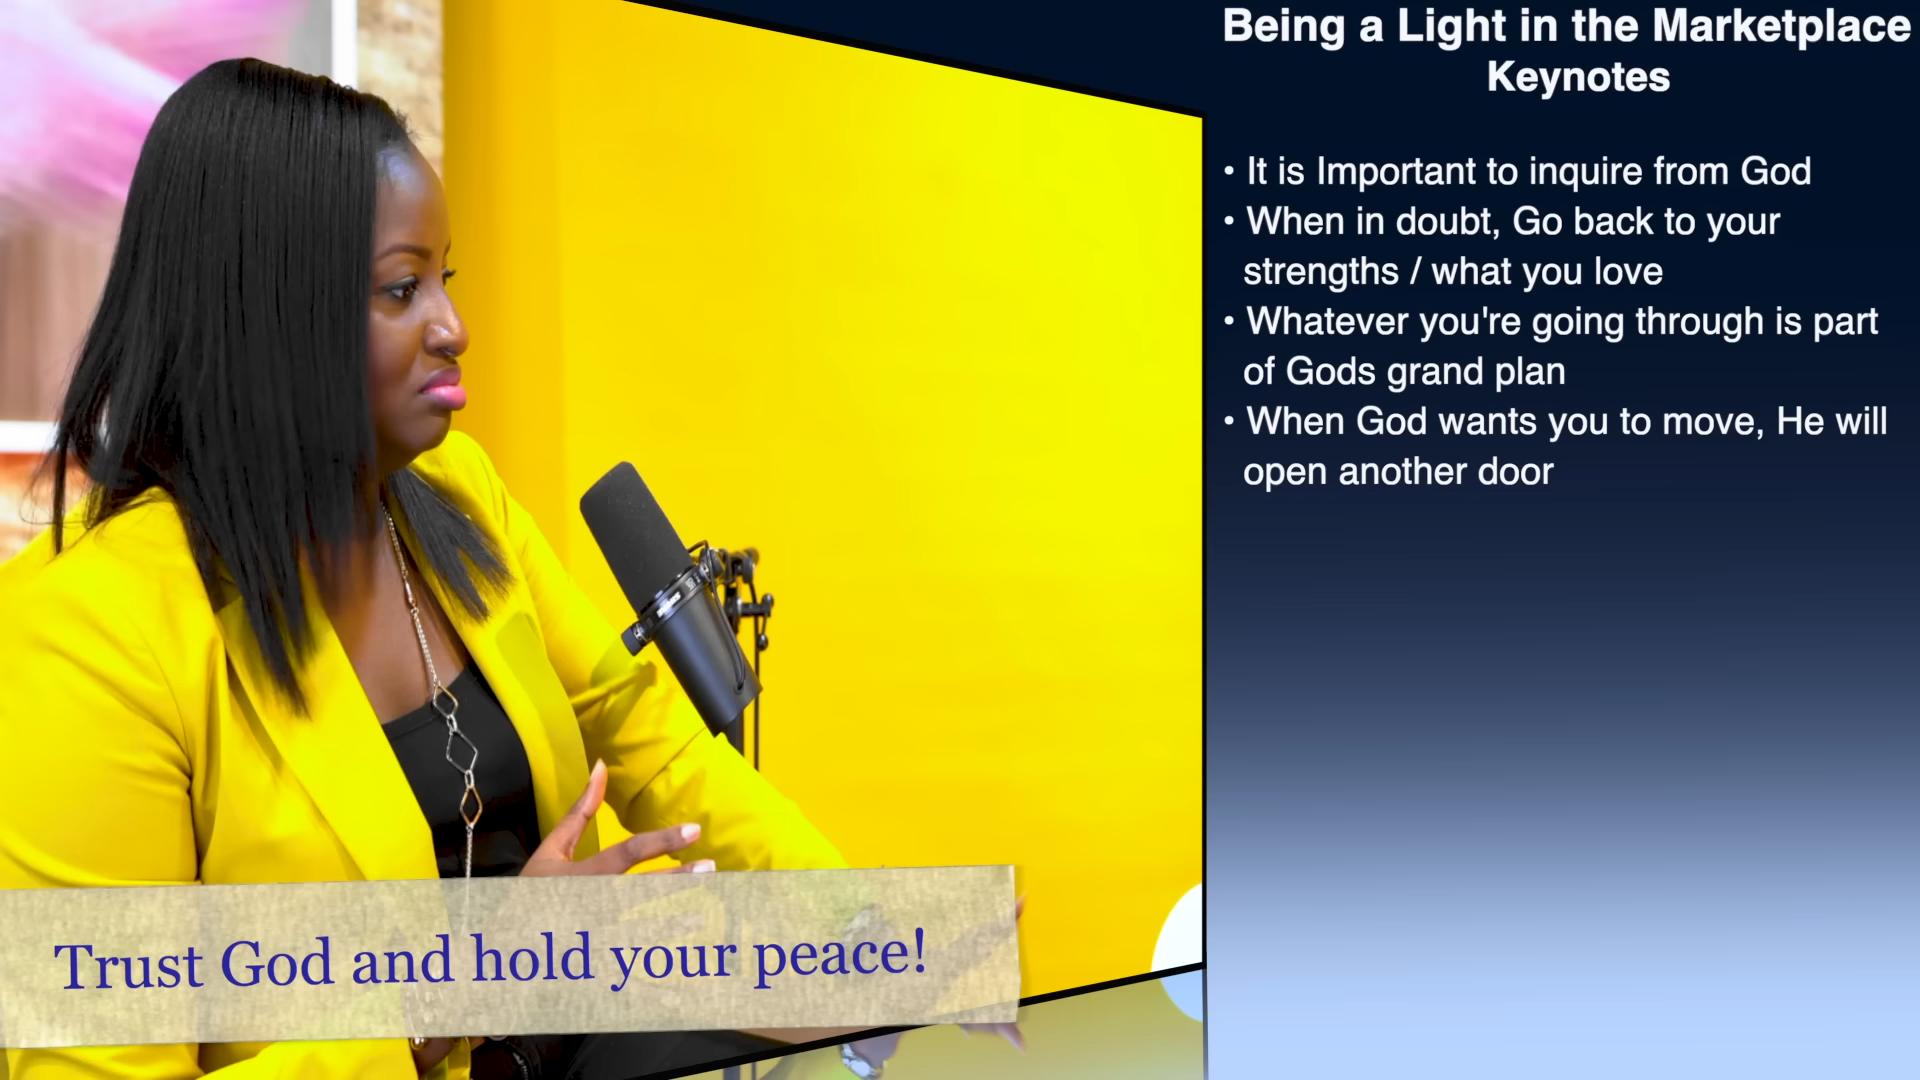 Being a Light in the Marketplace
Keynotes
• It is Important to inquire from God
• When in doubt, Go back to your
strengths / what you love
• Whatever you're going through is part
of Gods grand plan
• When God wants you to move, He will
open another door
Trust God and hold your peace!